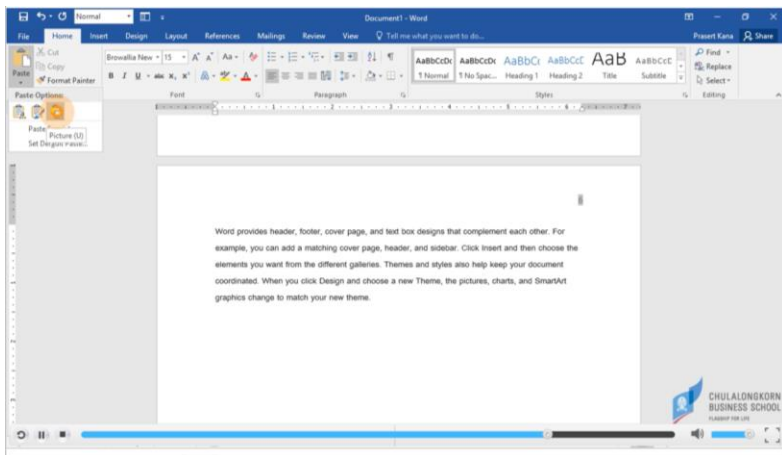 Normal
Document1 - Word
File Home Insert Design Layout References Mailings Review View Tell me what you want to do... Prasert Kana Share
Cut
Copy
Format Painter
Paste
Browallia New 15
AaBbCcDc AaBbCcDc AaBbCc AaBbCcC AaB AaBbCcC
¶ Normal ¶ No Spac... Heading 1 Heading 2 Title Subtitle
Find
Replace
Select
Font Paragraph Styles Editing
Paste Options:
Picture (U)
Word provides header, footer, cover page, and text box designs that complement each other. For
example, you can add a matching cover page, header, and sidebar. Click Insert and then choose the
elements you want from the different galleries. Themes and styles also help keep your document
coordinated. When you click Design and choose a new Theme, the pictures, charts, and SmartArt
graphics change to match your new theme.
CHULALONGKORN
BUSINESS SCHOOL
FLAGSHIP FOR LIFE